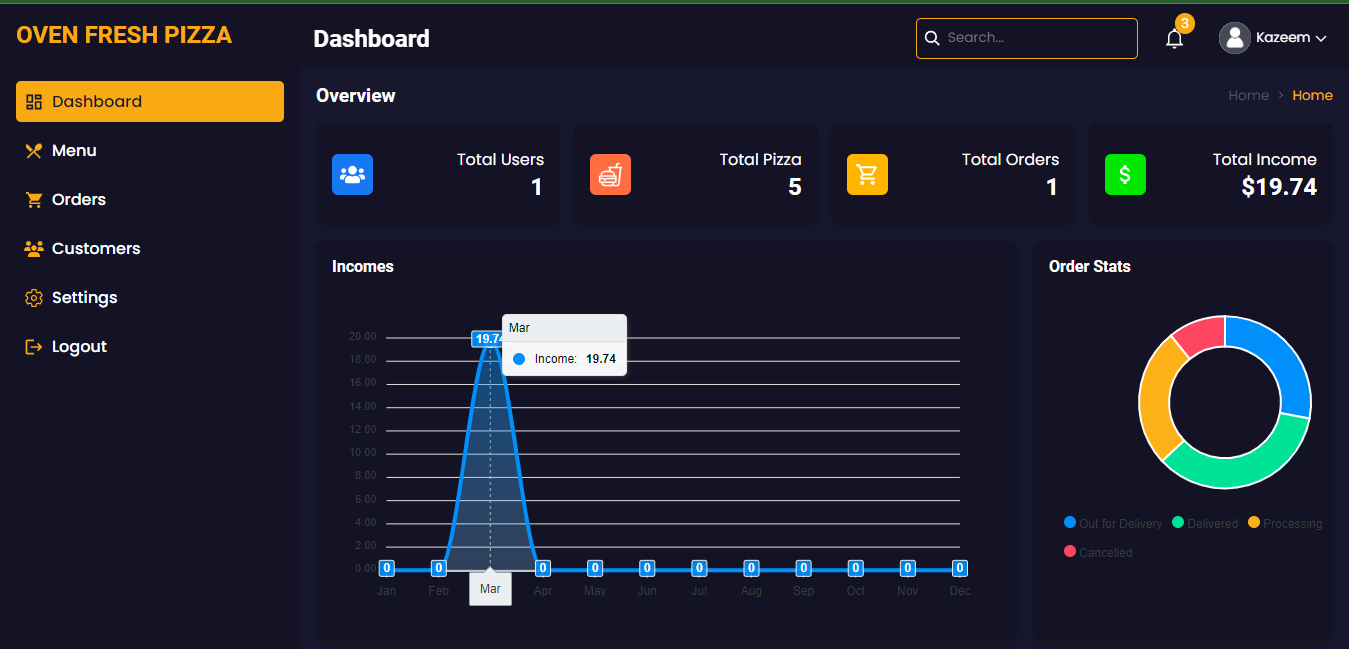 OVEN FRESH PIZZA
Dashboard
Search...
3
Kazeem
Dashboard
Menu
Orders
Customers
Settings
Logout
Overview
Home > Home
Total Users
1
Total Pizza
5
Total Orders
1
Total Income
$19.74
Incomes
20.00
18.00
16.00
14.00
12.00
10.00
8.00
6.00
4.00
2.00
0.00
19.74
Mar
Income: 19.74
0 0 0 0 0 0 0 0 0 0 0
Jan Feb Mar Apr May Jun Jul Aug Sep Oct Nov Dec
Order Stats
Out for Delivery Delivered Processing
Cancelled